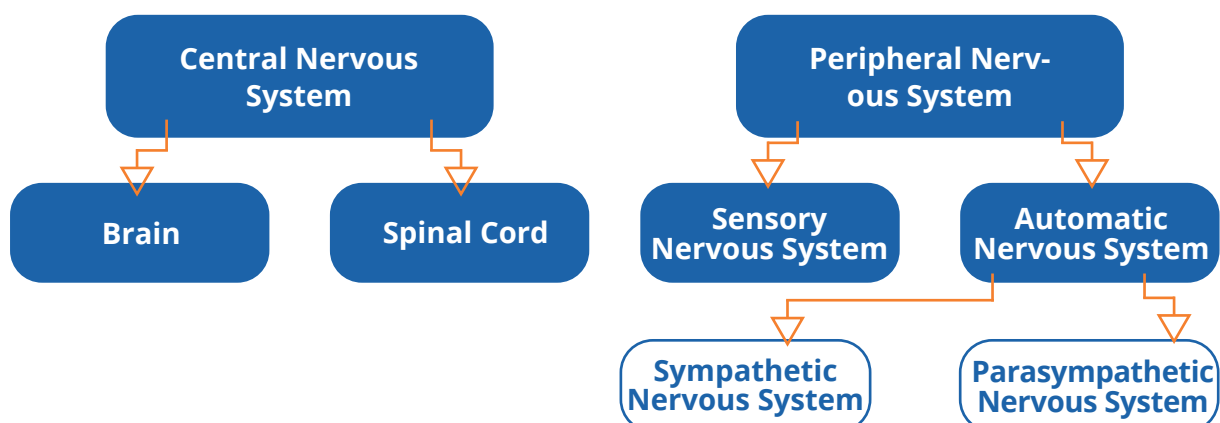 Central Nervous
System
Peripheral Nerv-
ous System
Brain
Spinal Cord
Sensory
Nervous System
Automatic
Nervous System
Sympathetic
Nervous System
Parasympathetic
Nervous System